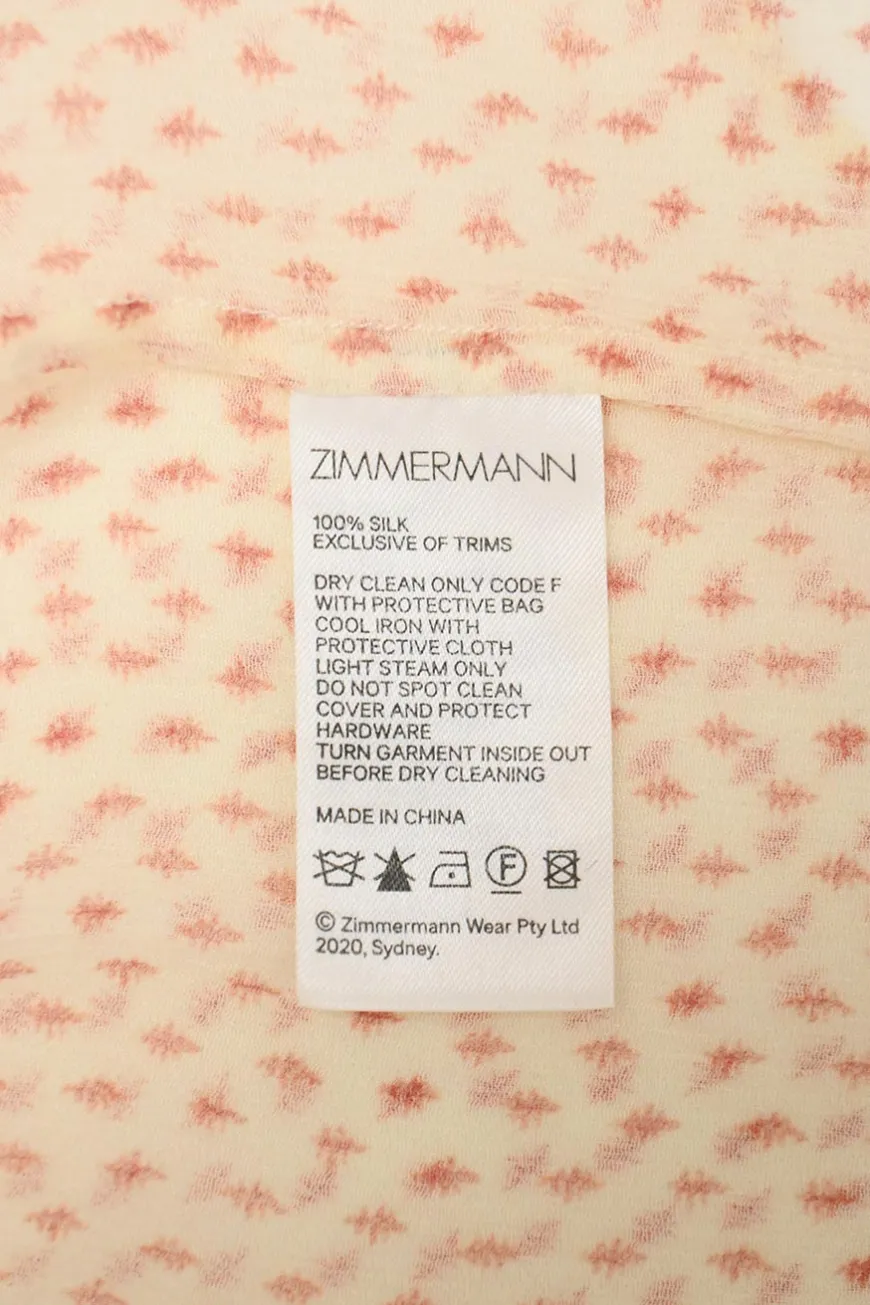 ZIMMERMANN
100% SILK
EXCLUSIVE OF TRIMS
DRY CLEAN ONLY CODE F
WITH PROTECTIVE BAG
COOL IRON WITH
PROTECTIVE CLOTH
LIGHT STEAM ONLY
DO NOT SPOT CLEAN
COVER AND PROTECT
HARDWARE
TURN GARMENT INSIDE OUT
BEFORE DRY CLEANING
MADE IN CHINA
F
© Zimmermann Wear Pty Ltd
2020, Sydney.